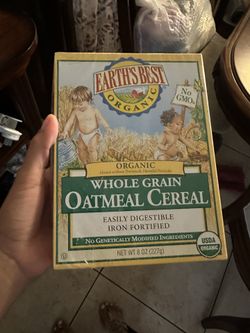 EARTH'S BEST
ORGANIC
No
GMOs
ORGANIC
WHOLE GRAIN
OATMEAL CEREAL
EASILY DIGESTIBLE
IRON FORTIFIED
NO GENETICALLY MODIFIED INGREDIENTS
NET WT 8 OZ (227g)
USDA
ORGANIC